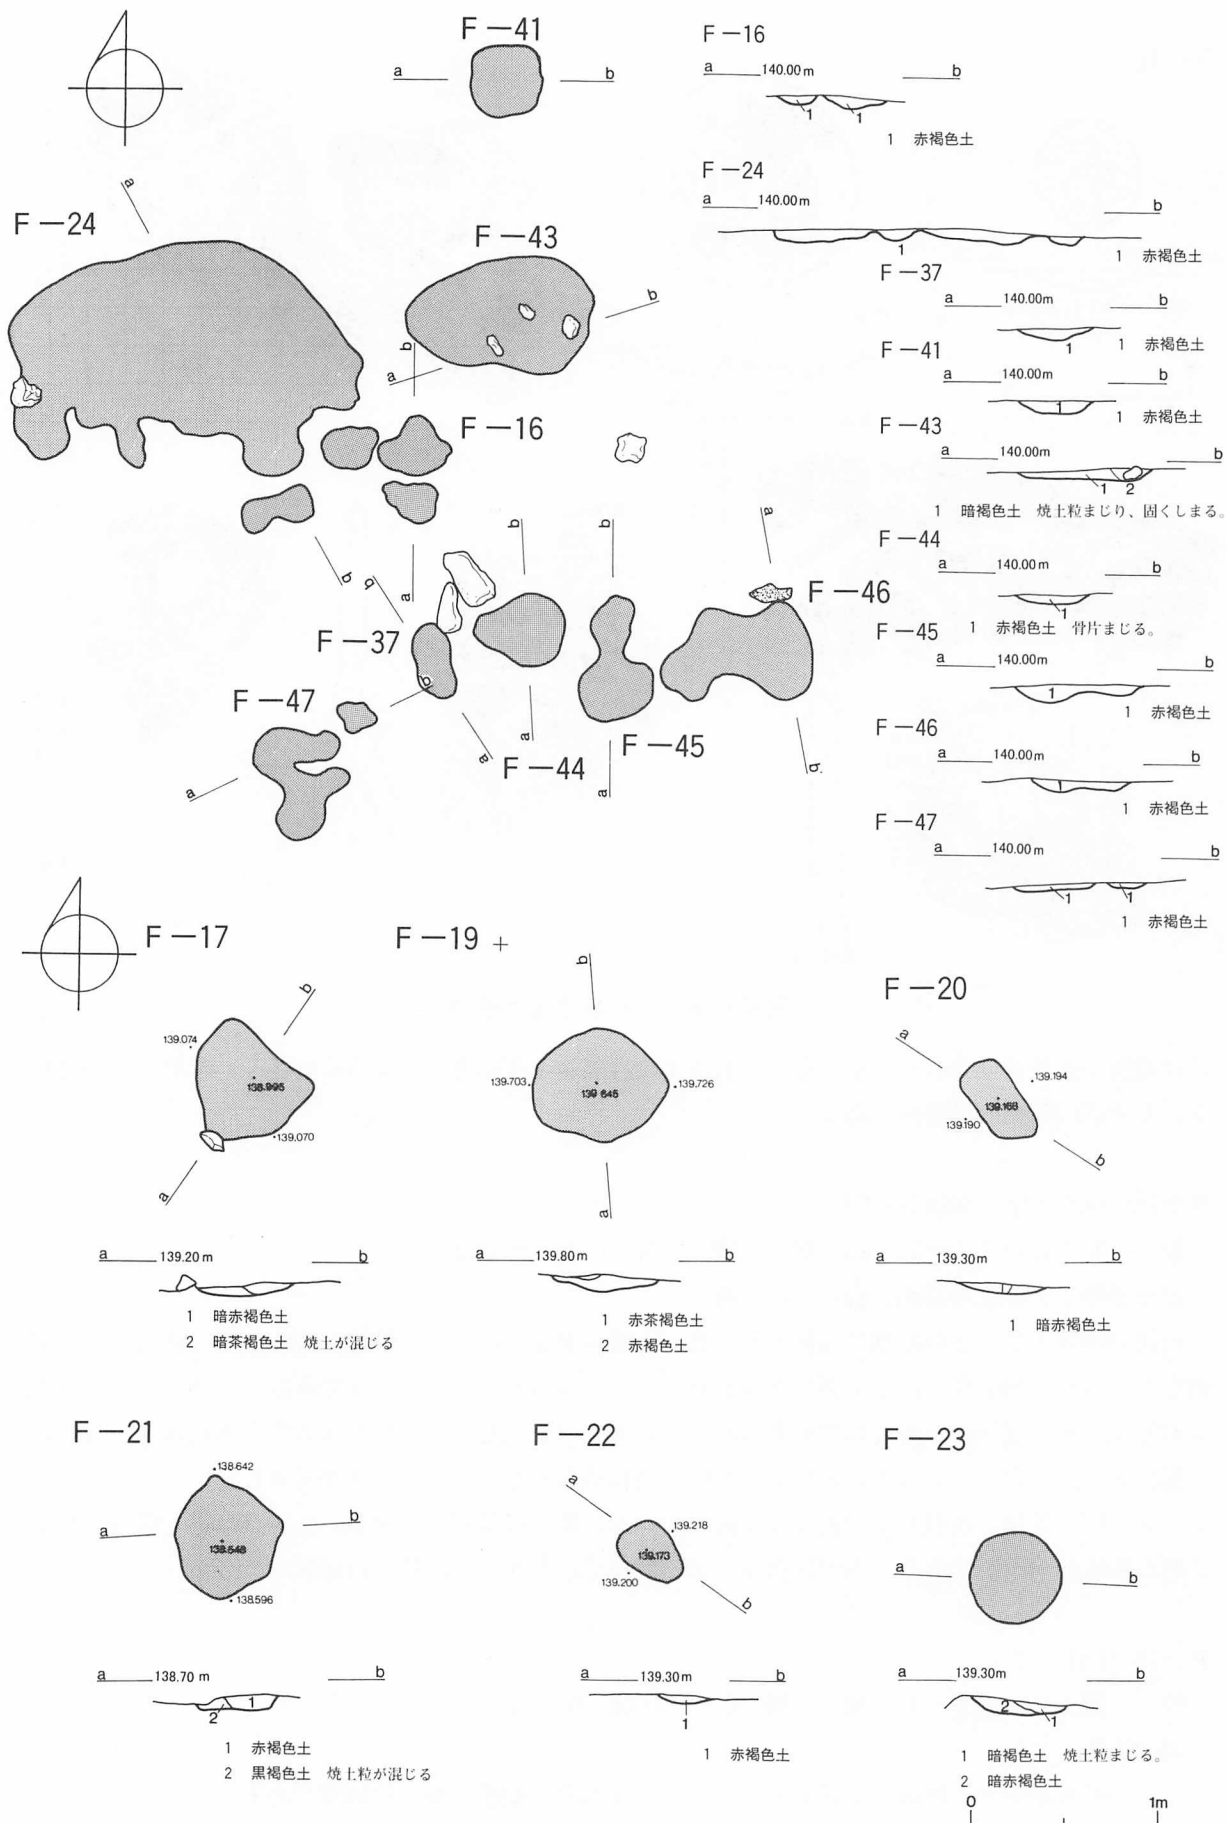 F—41
a b
F—16
a 140.00m b
1 1
1 赤褐色土
F—24
a 140.00m b
1
1 赤褐色土
F—37
a 140.00m b
1
1 赤褐色土
F—41
a 140.00m b
1
1 赤褐色土
F—43
a 140.00m b
1 2
1 暗褐色土 焼土粒まじり、固くしまる。
F—44
a 140.00m b
1
1 赤褐色土 骨片まじる。
F—45
a 140.00m b
1
1 赤褐色土
F—46
a 140.00m b
1
1 赤褐色土
F—47
a 140.00m b
1 1
1 赤褐色土
a
F—24
F—43
b
b
a
F—16
a
b b
b b a
F—46
F—37
b
F—47
F—45
a a
F—44
a a b
F—17
F—19 +
b
F—20
b
a
139.074
138.995
139.070
a
139.703
139.645
139.726
a
139.194
139.168
139.190
b
a 139.20m b
1 暗赤褐色土
2 暗茶褐色土 焼土が混じる
a 139.80m b
1 赤茶褐色土
2 赤褐色土
a 139.30m b
1 暗赤褐色土
F—21
138.642
a b
138.548
138.596
F—22
a
139.218
139.173
139.200
b
F—23
a b
a 138.70 m b
1
2
1 赤褐色土
2 黒褐色土 焼土粒が混じる
a 139.30m b
1
1 赤褐色土
a 139.30m b
2 1
1 暗褐色土 焼土粒まじる。
2 暗赤褐色土
0 1m